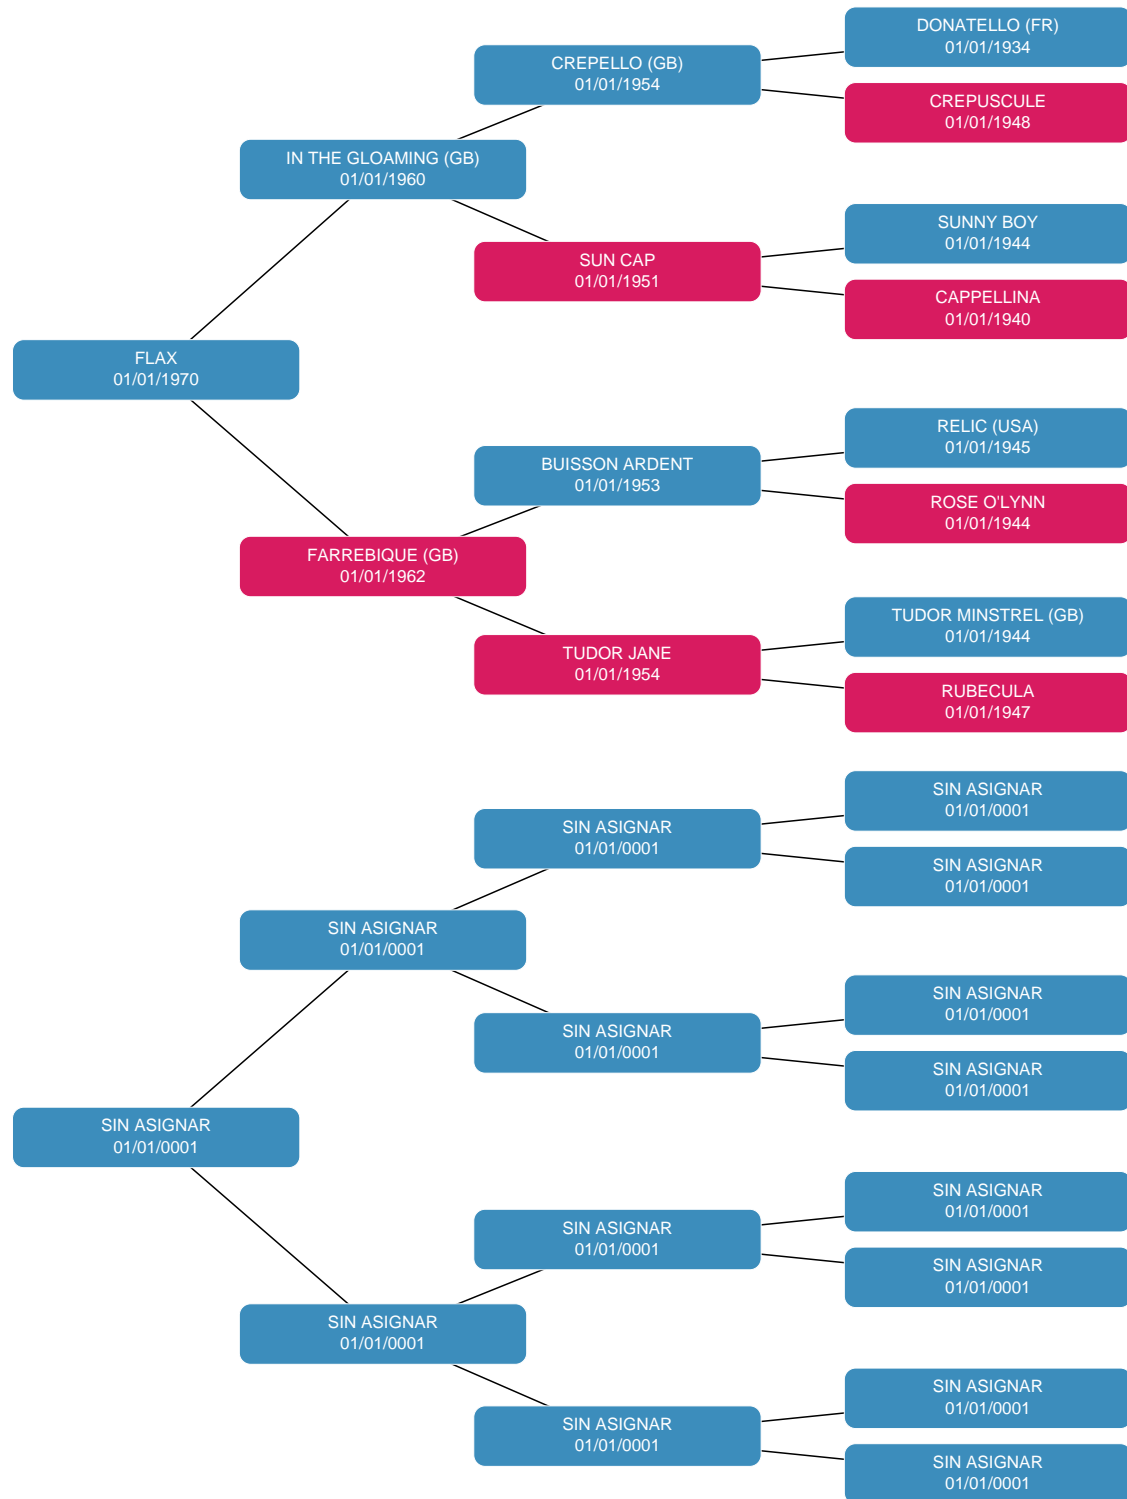 DONATELLO (FR)
01/01/1934
CREPELLO (GB)
01/01/1954
CREPUSCULE
01/01/1948
IN THE GLOAMING (GB)
01/01/1960
SUNNY BOY
01/01/1944
SUN CAP
01/01/1951
CAPPELLINA
01/01/1940
FLAX
01/01/1970
RELIC (USA)
01/01/1945
BUISSON ARDENT
01/01/1953
ROSE O'LYNN
01/01/1944
FARREBIQUE (GB)
01/01/1962
TUDOR MINSTREL (GB)
01/01/1944
TUDOR JANE
01/01/1954
RUBECULA
01/01/1947
SIN ASIGNAR
01/01/0001
SIN ASIGNAR
01/01/0001
SIN ASIGNAR
01/01/0001
SIN ASIGNAR
01/01/0001
SIN ASIGNAR
01/01/0001
SIN ASIGNAR
01/01/0001
SIN ASIGNAR
01/01/0001
SIN ASIGNAR
01/01/0001
SIN ASIGNAR
01/01/0001
SIN ASIGNAR
01/01/0001
SIN ASIGNAR
01/01/0001
SIN ASIGNAR
01/01/0001
SIN ASIGNAR
01/01/0001
SIN ASIGNAR
01/01/0001
SIN ASIGNAR
01/01/0001